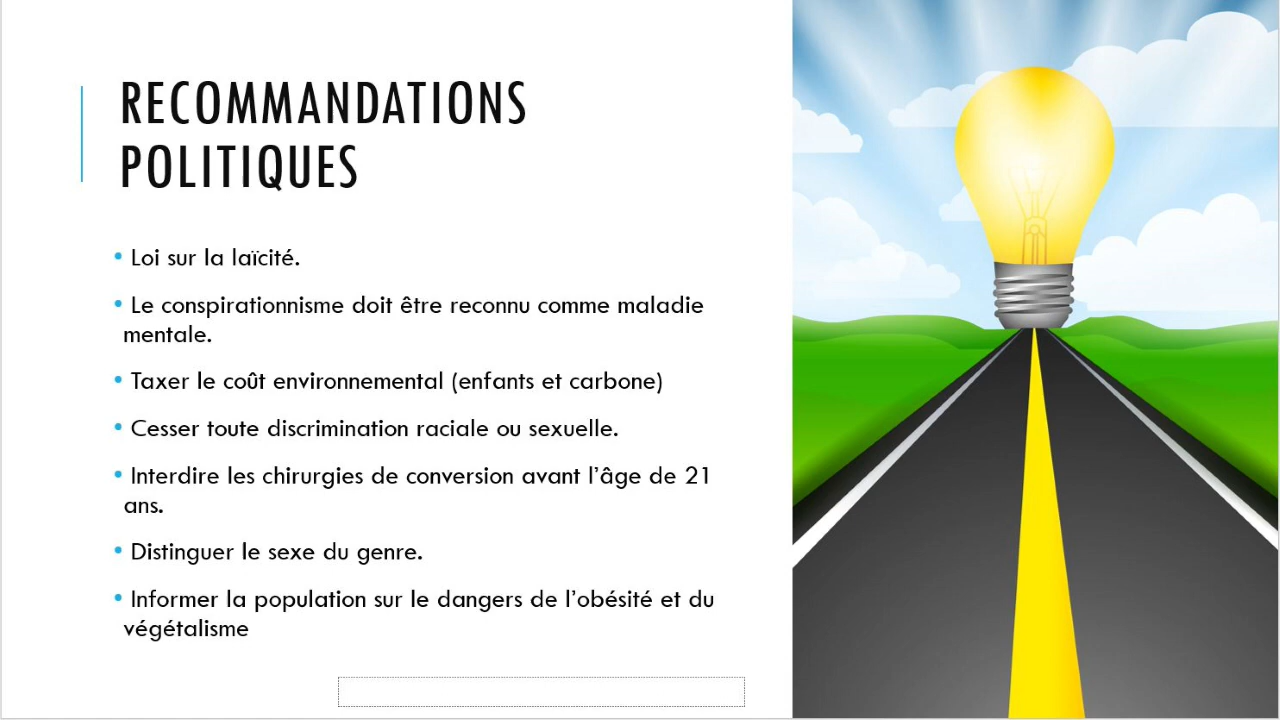 RECOMMANDATIONS
POLITIQUES
• Loi sur la laïcité.
• Le conspirationnisme doit être reconnu comme maladie
mentale.
• Taxer le coût environnemental (enfants et carbone)
• Cesser toute discrimination raciale ou sexuelle.
• Interdire les chirurgies de conversion avant l’âge de 21
ans.
• Distinguer le sexe du genre.
• Informer la population sur le dangers de l’obésité et du
végétalisme